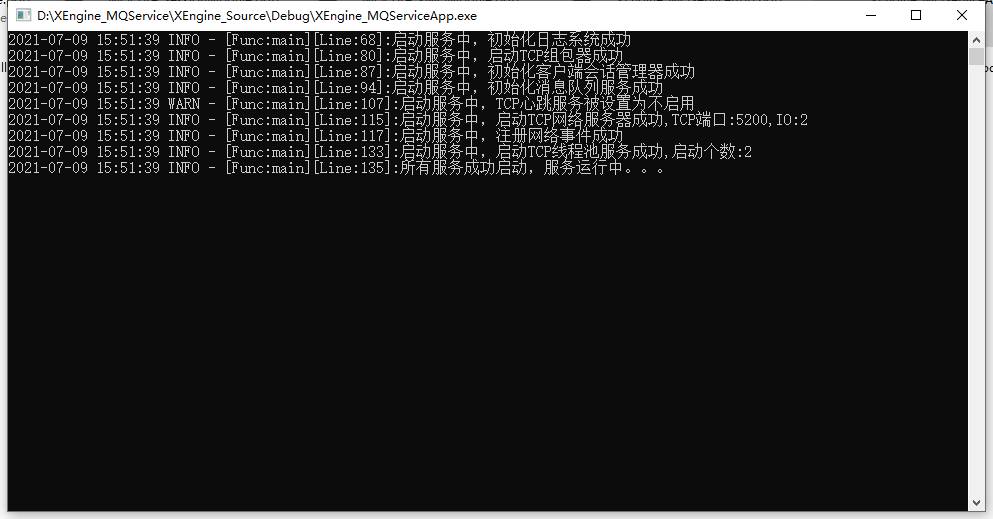 D:\XEngine_MQService\XEngine_Source\Debug\XEngine_MQServiceApp.exe
2021-07-09 15:51:39 INFO - [Func:main][Line:68]:启动服务中，初始化日志系统成功
2021-07-09 15:51:39 INFO - [Func:main][Line:80]:启动服务中，启动TCP组包器成功
2021-07-09 15:51:39 INFO - [Func:main][Line:87]:启动服务中，初始化客户端会话管理器成功
2021-07-09 15:51:39 INFO - [Func:main][Line:94]:启动服务中，初始化消息队列服务成功
2021-07-09 15:51:39 WARN - [Func:main][Line:107]:启动服务中，TCP心跳服务被设置为不启用
2021-07-09 15:51:39 INFO - [Func:main][Line:115]:启动服务中，启动TCP网络服务器成功,TCP端口:5200,IO:2
2021-07-09 15:51:39 INFO - [Func:main][Line:117]:启动服务中，注册网络事件成功
2021-07-09 15:51:39 INFO - [Func:main][Line:133]:启动服务中，启动TCP线程池服务成功,启动个数:2
2021-07-09 15:51:39 INFO - [Func:main][Line:135]:所有服务成功启动，服务运行中。。。